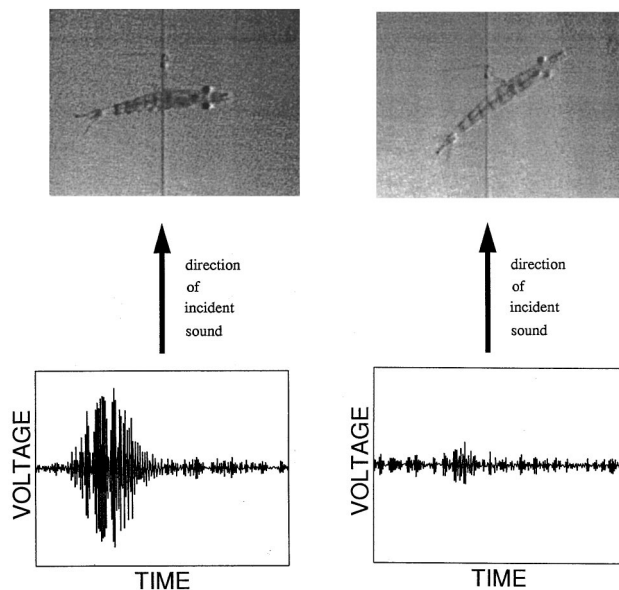 direction
of
incident
sound
direction
of
incident
sound
VOLTAGE
TIME
VOLTAGE
TIME